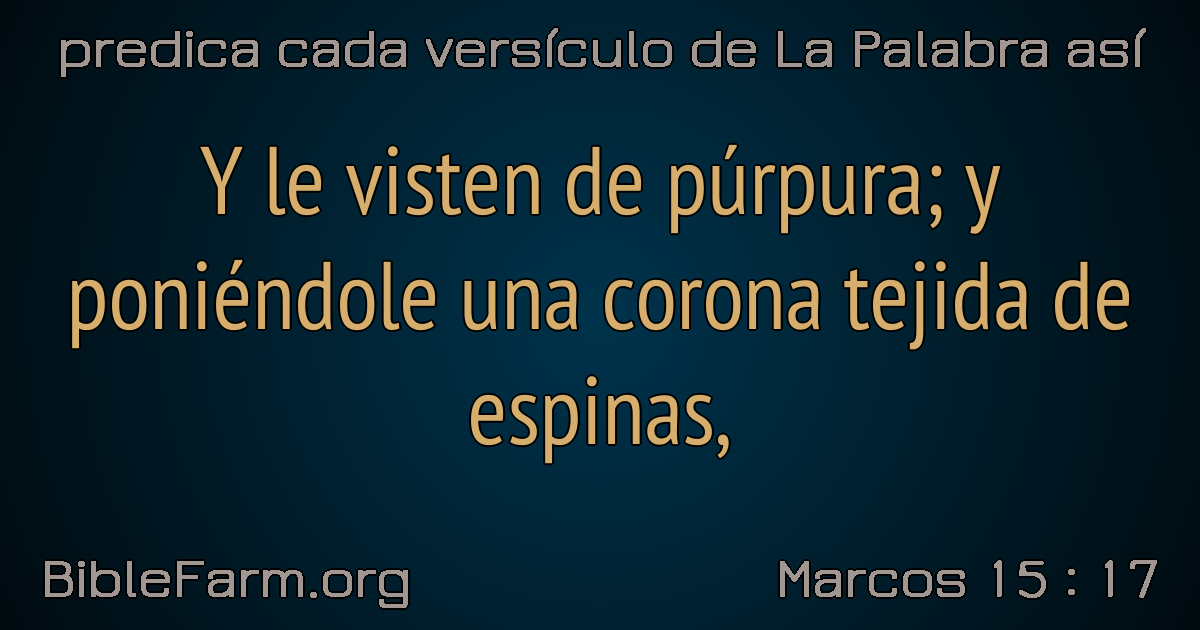 predica cada versículo de La Palabra así
Y le visten de púrpura; y
poniéndole una corona tejida de
espinas,
BibleFarm.org
Marcos 15 : 17